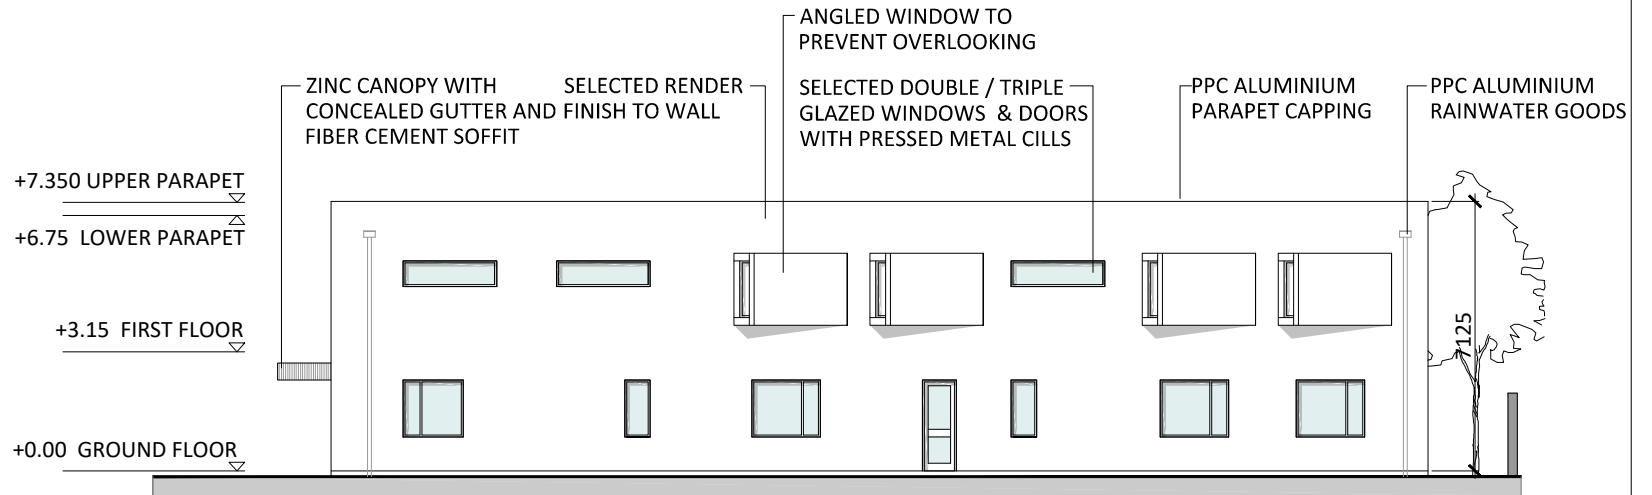 ANGLED WINDOW TO
PREVENT OVERLOOKING
ZINC CANOPY WITH
CONCEALED GUTTER AND
FIBER CEMENT SOFFIT
SELECTED RENDER
FINISH TO WALL
SELECTED DOUBLE / TRIPLE
GLAZED WINDOWS & DOORS
WITH PRESSED METAL CILLS
PPC ALUMINIUM
PARAPET CAPPING
PPC ALUMINIUM
RAINWATER GOODS
+7.350 UPPER PARAPET
+6.75 LOWER PARAPET
+3.15 FIRST FLOOR
+0.00 GROUND FLOOR
7125